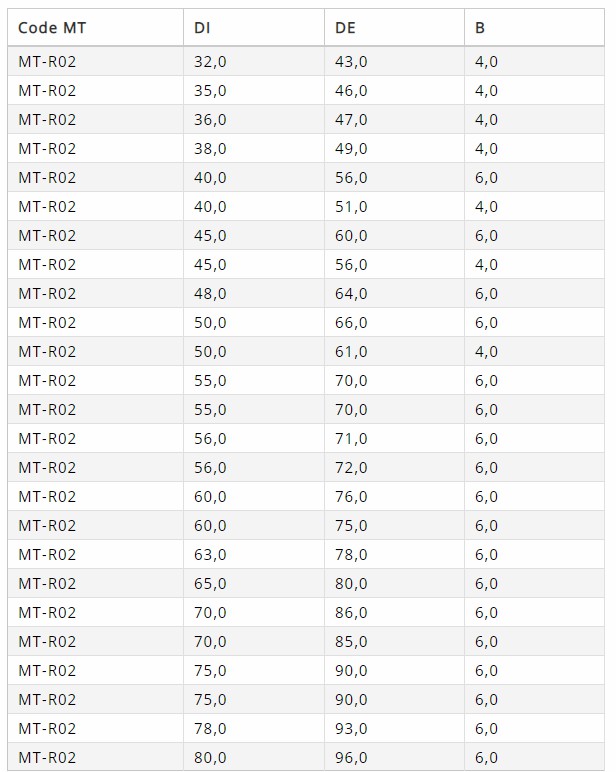 Code MT DI DE B
MT-R02 32,0 43,0 4,0
MT-R02 35,0 46,0 4,0
MT-R02 36,0 47,0 4,0
MT-R02 38,0 49,0 4,0
MT-R02 40,0 56,0 6,0
MT-R02 40,0 51,0 4,0
MT-R02 45,0 60,0 6,0
MT-R02 45,0 56,0 4,0
MT-R02 48,0 64,0 6,0
MT-R02 50,0 66,0 6,0
MT-R02 50,0 61,0 4,0
MT-R02 55,0 70,0 6,0
MT-R02 55,0 70,0 6,0
MT-R02 56,0 71,0 6,0
MT-R02 56,0 72,0 6,0
MT-R02 60,0 76,0 6,0
MT-R02 60,0 75,0 6,0
MT-R02 63,0 78,0 6,0
MT-R02 65,0 80,0 6,0
MT-R02 70,0 86,0 6,0
MT-R02 70,0 85,0 6,0
MT-R02 75,0 90,0 6,0
MT-R02 75,0 90,0 6,0
MT-R02 78,0 93,0 6,0
MT-R02 80,0 96,0 6,0